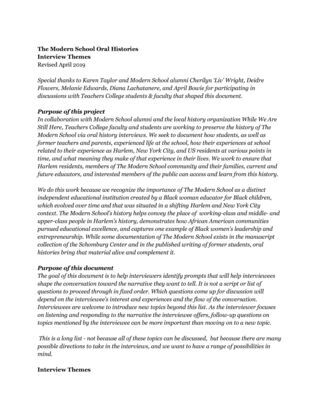 The Modern School Oral Histories
Interview Themes
Revised April 2019
Special thanks to Karen Taylor and Modern School alumni Cherilyn ‘Liv’ Wright, Deidre
Flowers, Melanie Edwards, Diana Lachatanere, and April Bowie for participating in
discussions with Teachers College students & faculty that shaped this document.
Purpose of this project
In collaboration with Modern School alumni and the local history organization While We Are
Still Here, Teachers College faculty and students are working to preserve the history of The
Modern School via oral history interviews. We seek to document how students, as well as
former teachers and parents, experienced life at the school, how their experiences at school
related to their experience as Harlem, New York City, and US residents at various points in
time, and what meaning they make of that experience in their lives. We work to ensure that
Harlem residents, members of The Modern School community and their families, current and
future educators, and interested members of the public can access and learn from this history.
We do this work because we recognize the importance of The Modern School as a distinct
independent educational institution created by a Black woman educator for Black children,
which evolved over time and that was situated in a shifting Harlem and New York City
context. The Modern School's history helps convey the place of working-class and middle- and
upper-class people in Harlem's history, demonstrates how African American communities
pursued educational excellence, and captures one example of Black women's leadership and
entrepreneurship. While some documentation of The Modern School exists in the manuscript
collection of the Schomburg Center and in the published writing of former students, oral
histories bring that material alive and complement it.
Purpose of this document
The goal of this document is to help interviewers identify prompts that will help interviewees
shape the conversation toward the narrative they want to tell. It is not a script or list of
questions to proceed through in fixed order. Which questions come up for discussion will
depend on the interviewee's interest and experiences and the flow of the conversation.
Interviewers are welcome to introduce new topics beyond this list. As the interviewer focuses
on listening and responding to the narrative the interviewee offers, follow-up questions on
topics mentioned by the interviewee can be more important than moving on to a new topic.
This is a long list - not because all of these topics can be discussed, but because there are many
possible directions to take in the interviews, and we want to have a range of possibilities in
mind.
Interview Themes